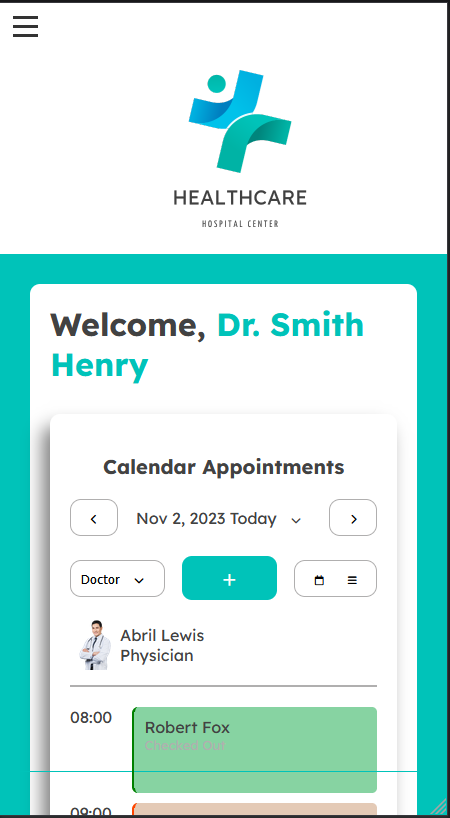 HEALTHCARE
HOSPITAL CENTER
Welcome, Dr. Smith
Henry
Calendar Appointments
Nov 2, 2023 Today
Doctor
+
Abril Lewis
Physician
08:00
Robert Fox
Checked Out
09:00